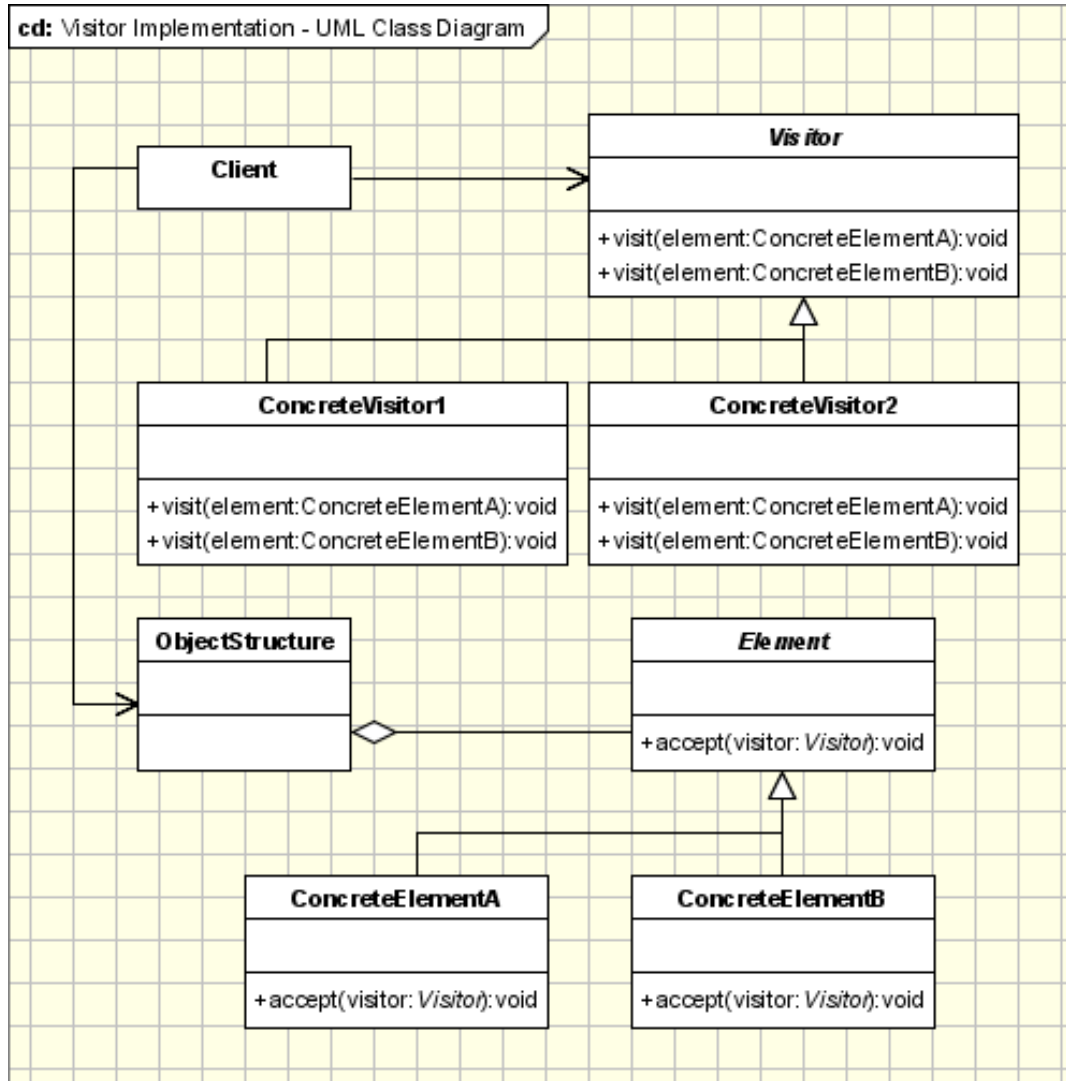 cd: Visitor Implementation - UML Class Diagram
Client
Visitor
+visit(element:ConcreteElementA):void
+visit(element:ConcreteElementB):void
ConcreteVisitor1
+visit(element:ConcreteElementA):void
+visit(element:ConcreteElementB):void
ConcreteVisitor2
+visit(element:ConcreteElementA):void
+visit(element:ConcreteElementB):void
ObjectStructure
Element
+accept(visitor:Visitor):void
ConcreteElementA
+accept(visitor:Visitor):void
ConcreteElementB
+accept(visitor:Visitor):void